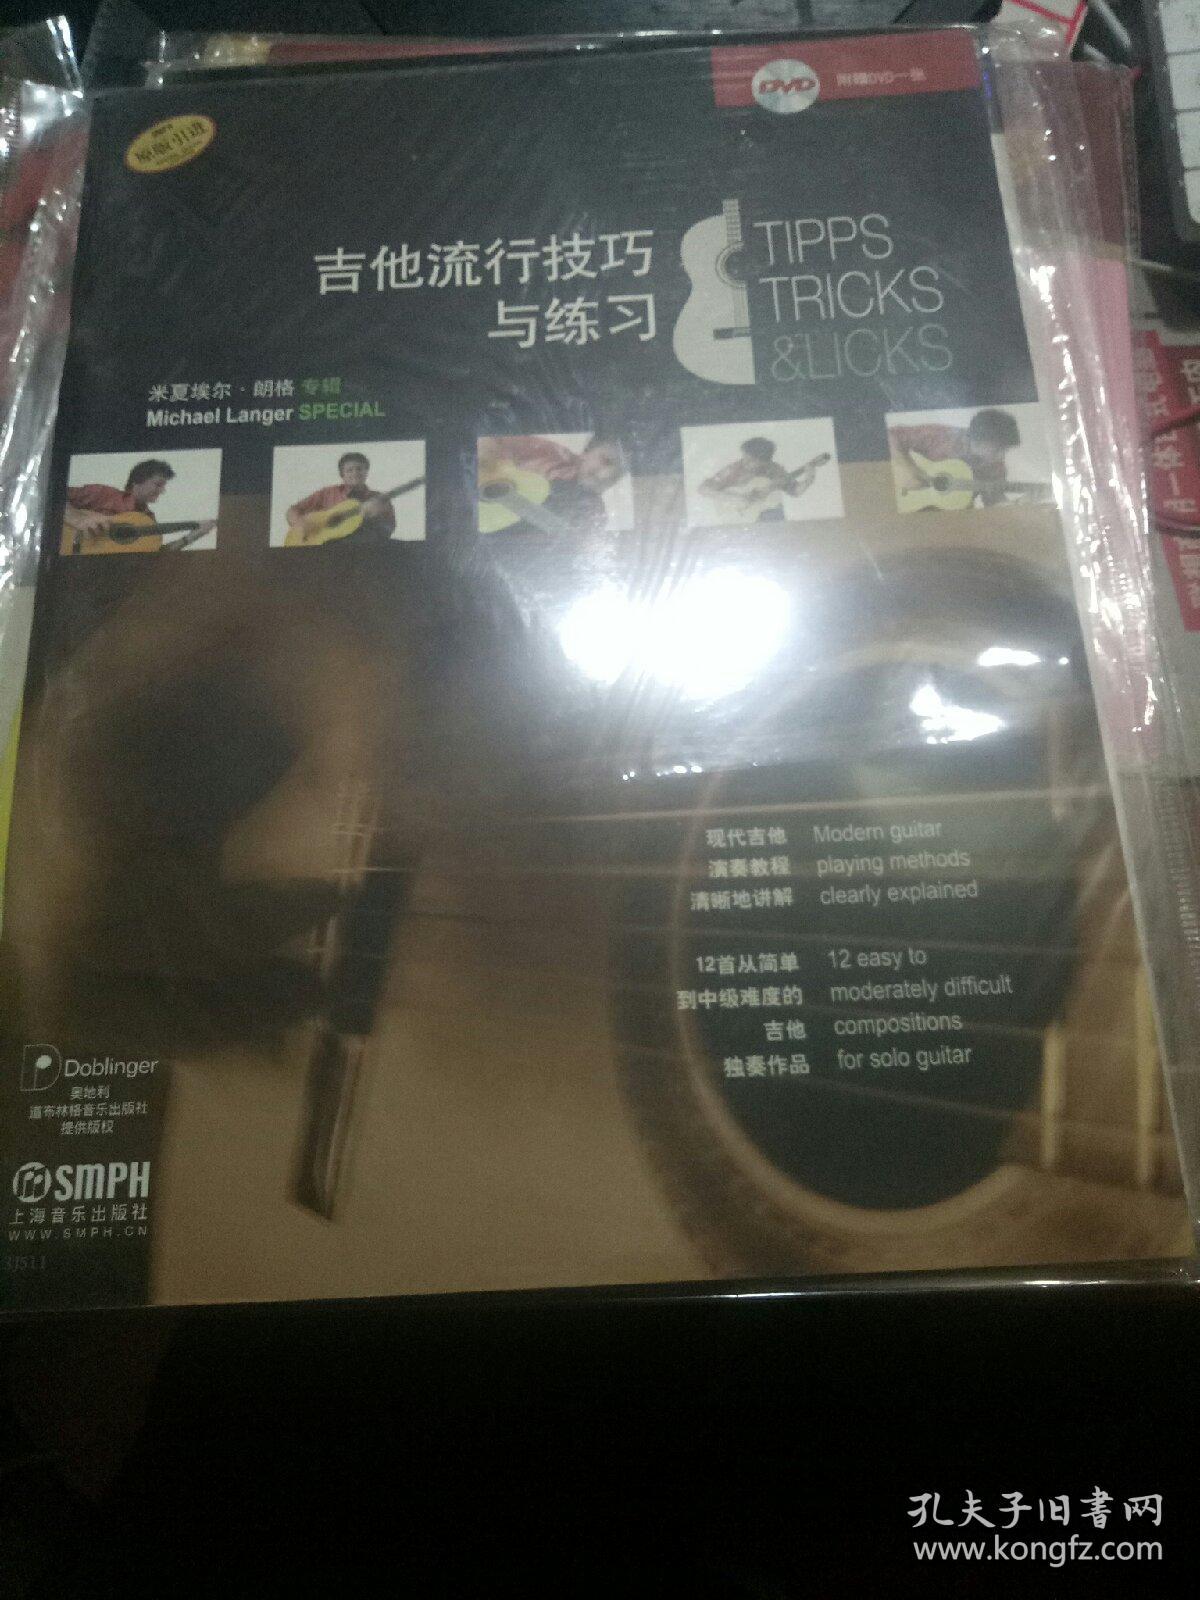 DVD 附赠DVD一张
原版引进
吉他流行技巧
与练习
TIPPS
TRICKS
&LICKS
米夏埃尔·朗格 专辑
Michael Langer SPECIAL
现代吉他 Modern guitar
演奏教程 playing methods
清晰地讲解 clearly explained
12首从简单 12 easy to
到中级难度的 moderately difficult
吉他 compositions
独奏作品 for solo guitar
Doblinger
奥地利
道布林格音乐出版社
提供版权
SMPH
上海音乐出版社
WWW.SMPH.CN
孔夫子旧書网
www.kongfz.com